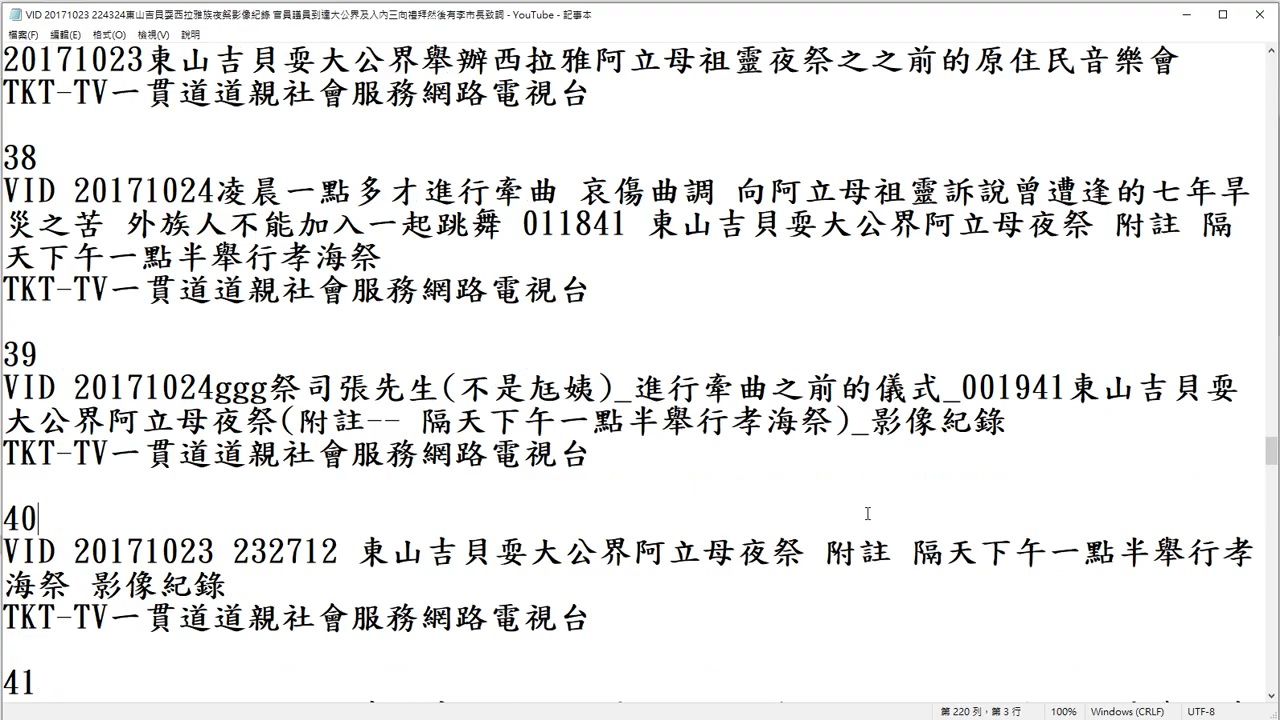 VID 20171023 224324東山吉貝耍西拉雅族夜祭影像紀錄 官員議員到達大公界及入內三向禮拜然後有李市長致詞 - YouTube - 記事本
檔案(F) 編輯(E) 格式(O) 檢視(V) 說明
20171023東山吉貝耍大公界舉辦西拉雅阿立母祖靈夜祭之之前的原住民音樂會
TKT-TV一貫道道親社會服務網路電視台
38
VID 20171024凌晨一點多才進行牽曲 哀傷曲調 向阿立母祖靈訴說曾遭逢的七年旱
災之苦 外族人不能加入一起跳舞 011841 東山吉貝耍大公界阿立母夜祭 附註 隔
天下午一點半舉行孝海祭
TKT-TV一貫道道親社會服務網路電視台
39
VID 20171024ggg祭司張先生(不是尪姨)_進行牽曲之前的儀式_001941東山吉貝耍
大公界阿立母夜祭(附註-- 隔天下午一點半舉行孝海祭)_影像紀錄
TKT-TV一貫道道親社會服務網路電視台
40
VID 20171023 232712 東山吉貝耍大公界阿立母夜祭 附註 隔天下午一點半舉行孝
海祭 影像紀錄
TKT-TV一貫道道親社會服務網路電視台
41
第 220 列，第 3 行 100% Windows (CRLF) UTF-8